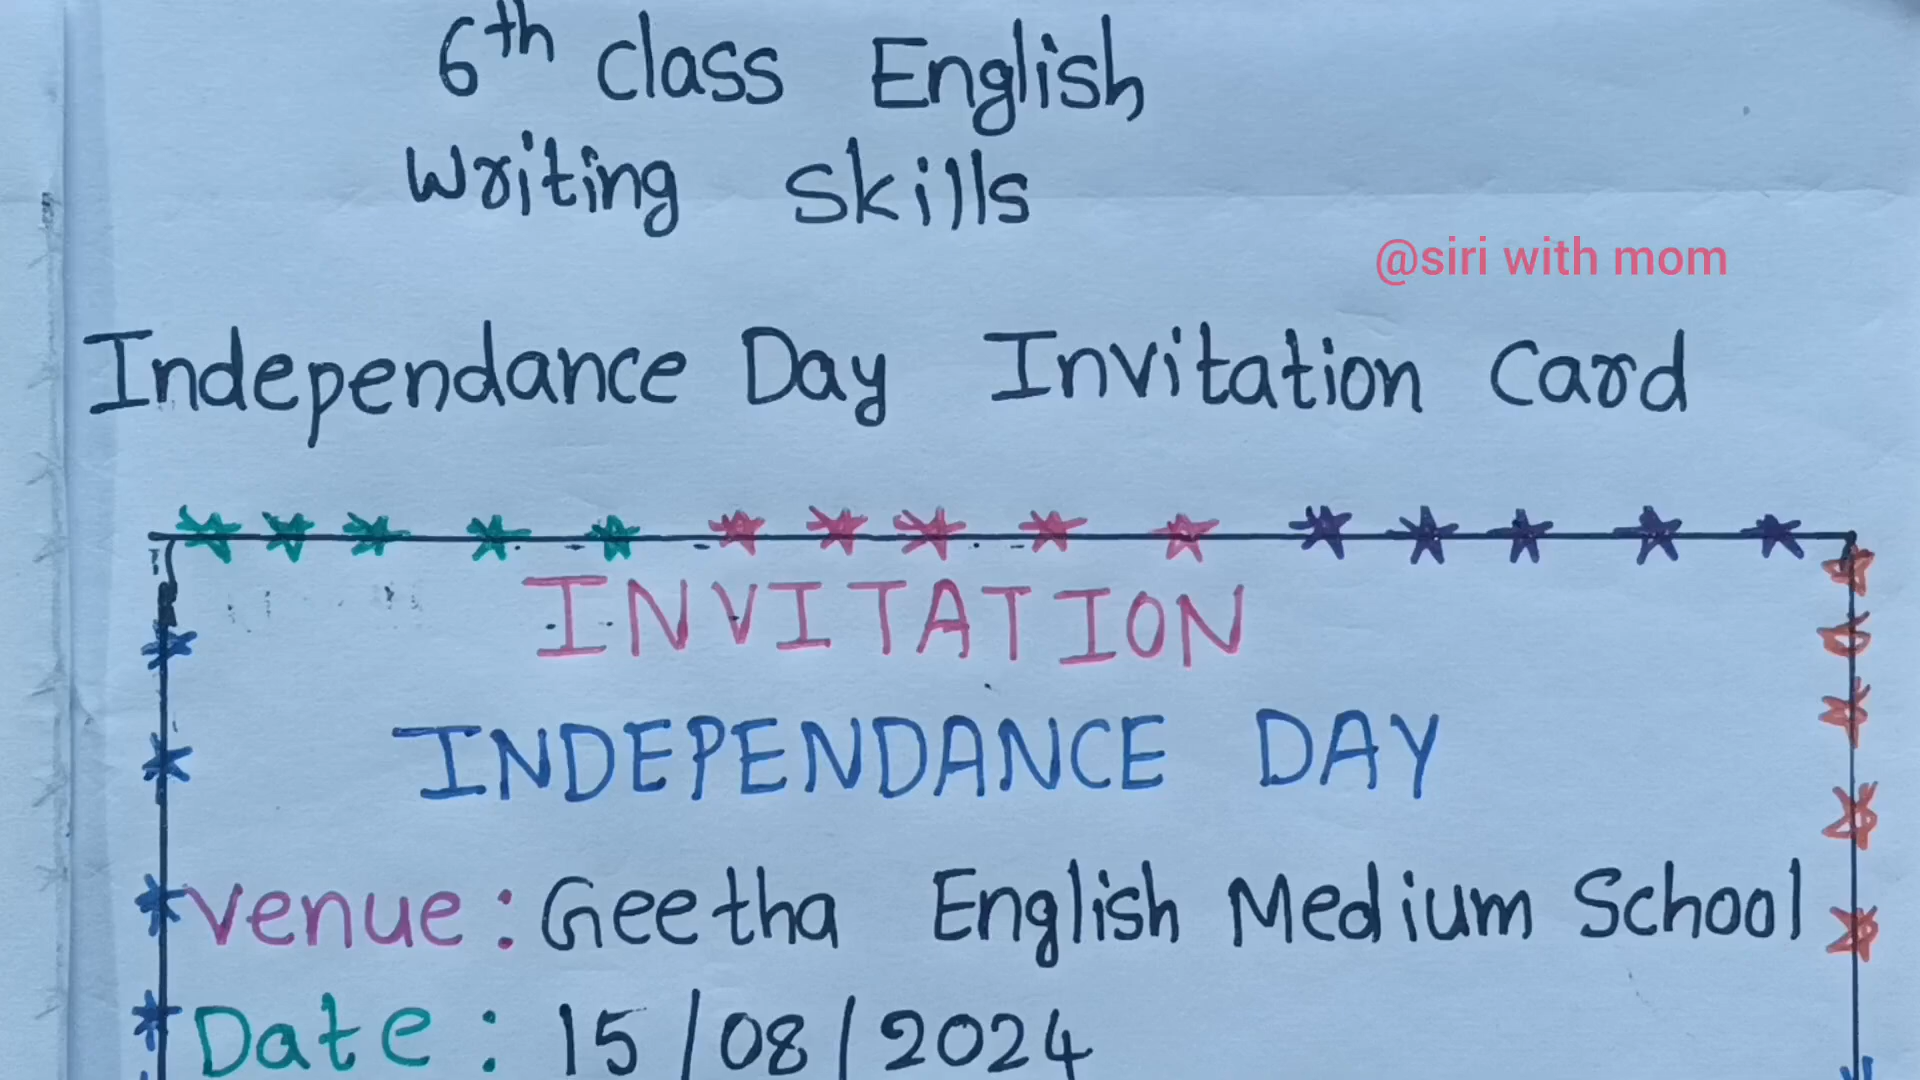 6th class English
Writing Skills
@siri with mom
Independance Day Invitation Card
INVITATION
INDEPENDANCE DAY
Venue : Geetha English Medium School
Date : 15/08/2024